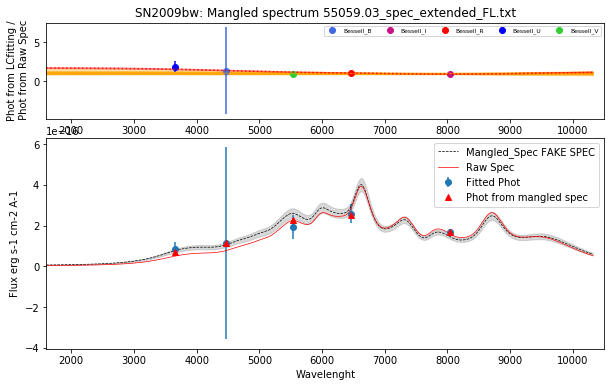 SN2009bw: Mangled spectrum 55059.03_spec_extended_FL.txt
Phot from LCfitting /
Phot from Raw Spec
5
0
Bessell_B
Bessell_I
Bessell_R
Bessell_U
Bessell_V
2000 3000 4000 5000 6000 7000 8000 9000 10000
1e−16
Flux erg s-1 cm-2 A-1
6
4
2
0
−2
−4
Mangled_Spec FAKE SPEC
Raw Spec
Fitted Phot
Phot from mangled spec
2000 3000 4000 5000 6000 7000 8000 9000 10000
Wavelenght